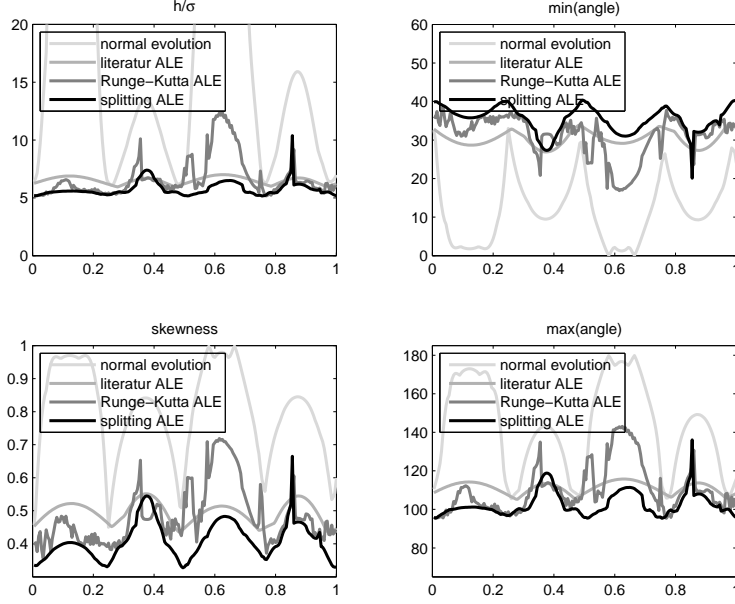 h/σ
20
15
10
5
0
normal evolution
literatur ALE
Runge−Kutta ALE
splitting ALE
0 0.2 0.4 0.6 0.8 1
min(angle)
60
50
40
30
20
10
0
normal evolution
literatur ALE
Runge−Kutta ALE
splitting ALE
0 0.2 0.4 0.6 0.8 1
skewness
1
0.9
0.8
0.7
0.6
0.5
0.4
normal evolution
literatur ALE
Runge−Kutta ALE
splitting ALE
0 0.2 0.4 0.6 0.8 1
max(angle)
180
160
140
120
100
80
normal evolution
literatur ALE
Runge−Kutta ALE
splitting ALE
0 0.2 0.4 0.6 0.8 1